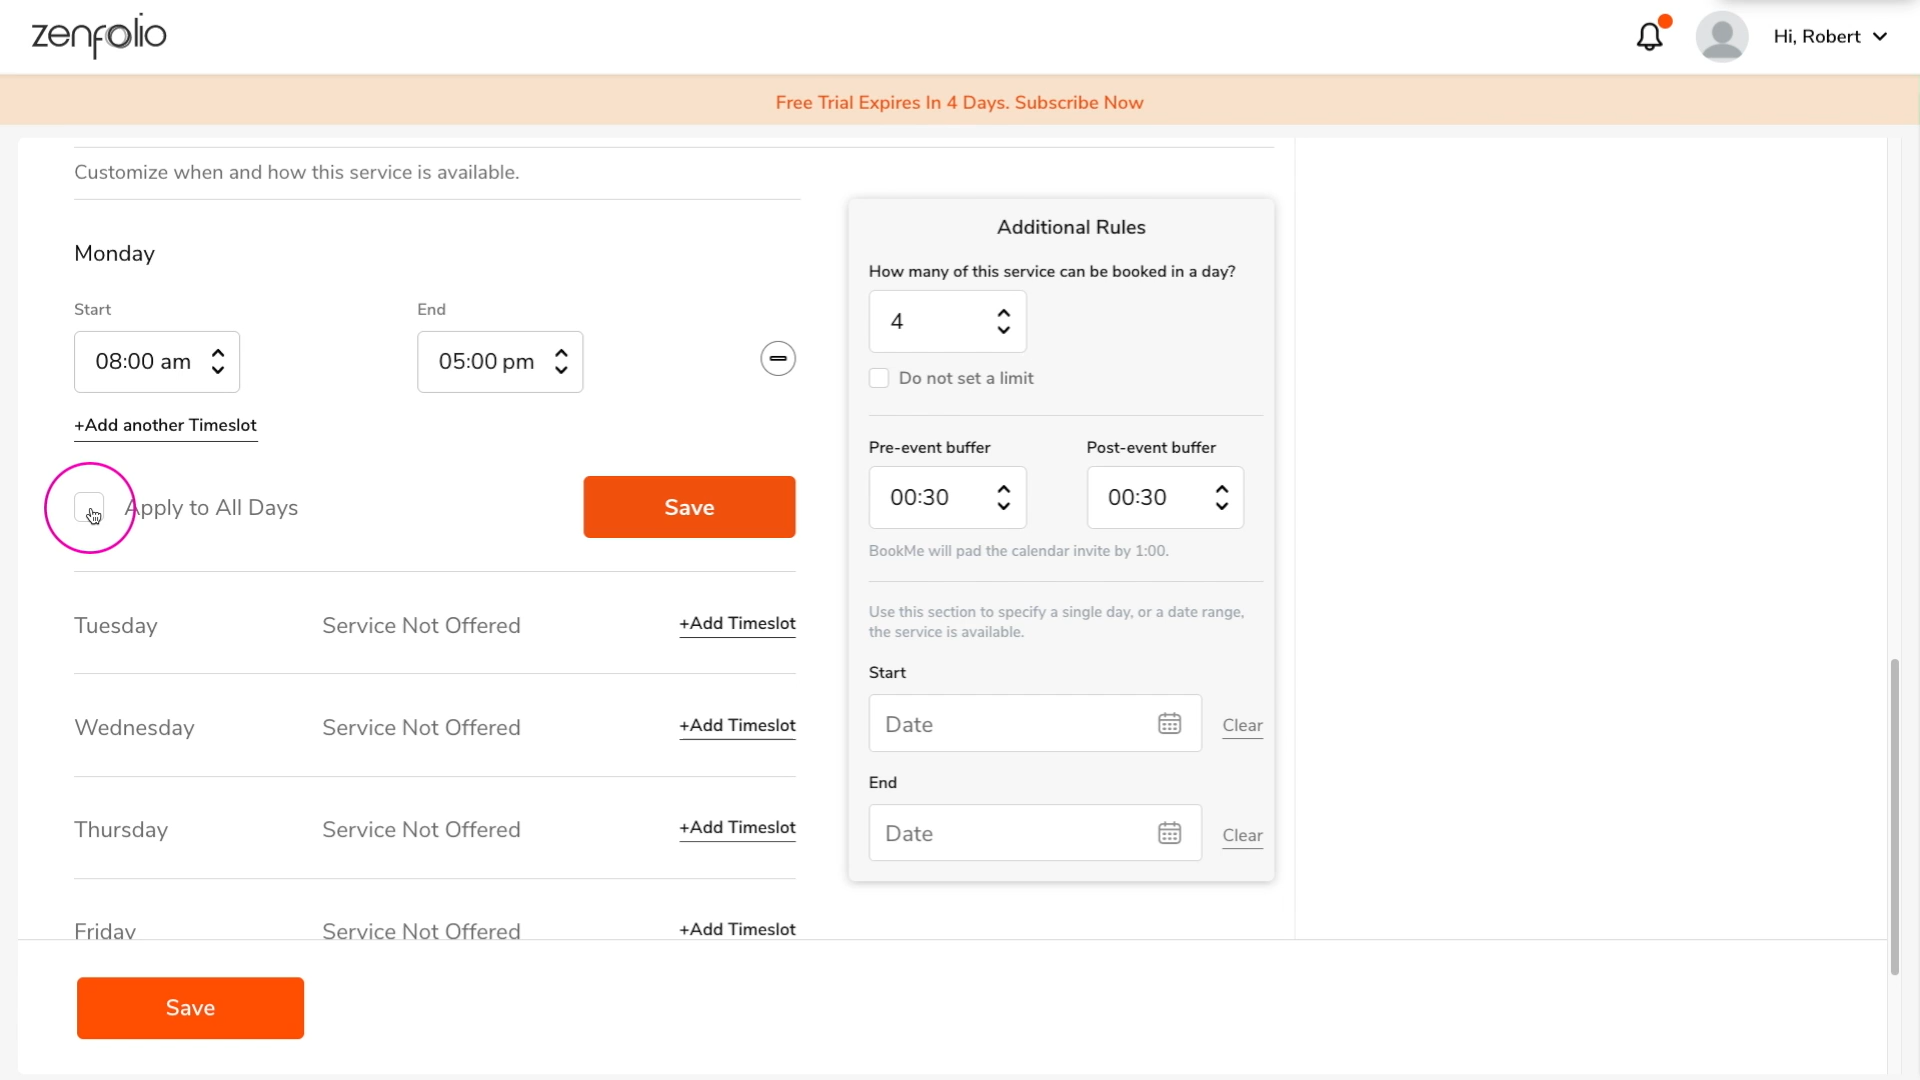 zenfolio
Hi, Robert
Free Trial Expires In 4 Days. Subscribe Now
Customize when and how this service is available.
Monday
Start
End
08:00 am
05:00 pm
+Add another Timeslot
Apply to All Days
Save
Tuesday
Service Not Offered
+Add Timeslot
Wednesday
Service Not Offered
+Add Timeslot
Thursday
Service Not Offered
+Add Timeslot
Friday
Service Not Offered
+Add Timeslot
Additional Rules
How many of this service can be booked in a day?
4
Do not set a limit
Pre-event buffer
Post-event buffer
00:30
00:30
BookMe will pad the calendar invite by 1:00.
Use this section to specify a single day, or a date range,
the service is available.
Start
Date
Clear
End
Date
Clear
Save